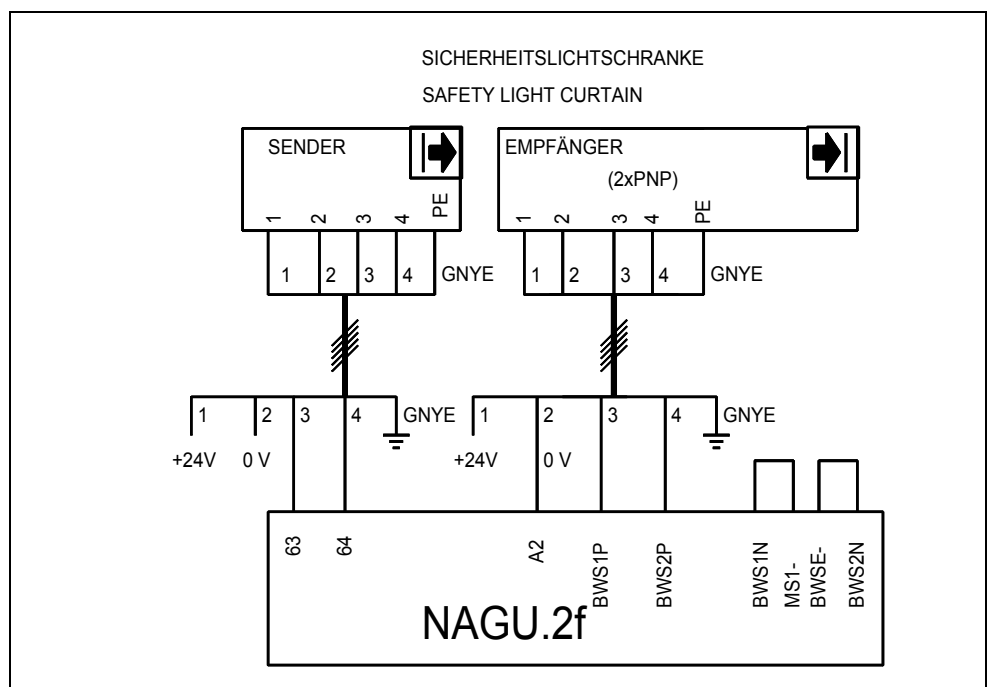 SICHERHEITSLICHTSCHRANKE
SAFETY LIGHT CURTAIN
SENDER
EMPFÄNGER
(2xPNP)
1 2 3 4 PE
1 2 3 4 PE
1 2 3 4 GNYE
1 2 3 4 GNYE
1 2 3 4 GNYE
1 2 3 4 GNYE
+24V 0 V
+24V 0 V
63 64 A2 BWS1P BWS2P BWS1N MS1- BWSE- BWS2N
NAGU.2f